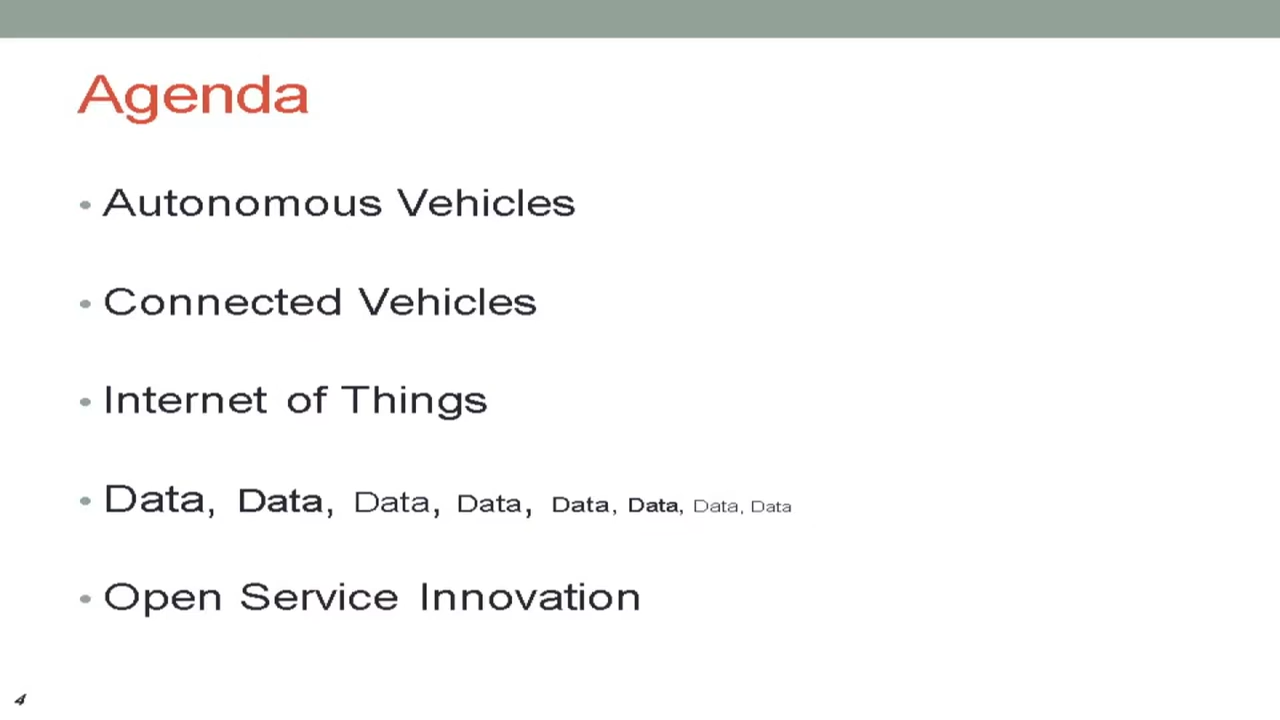 Agenda
• Autonomous Vehicles
• Connected Vehicles
• Internet of Things
• Data, Data, Data, Data, Data, Data, Data, Data
• Open Service Innovation
4